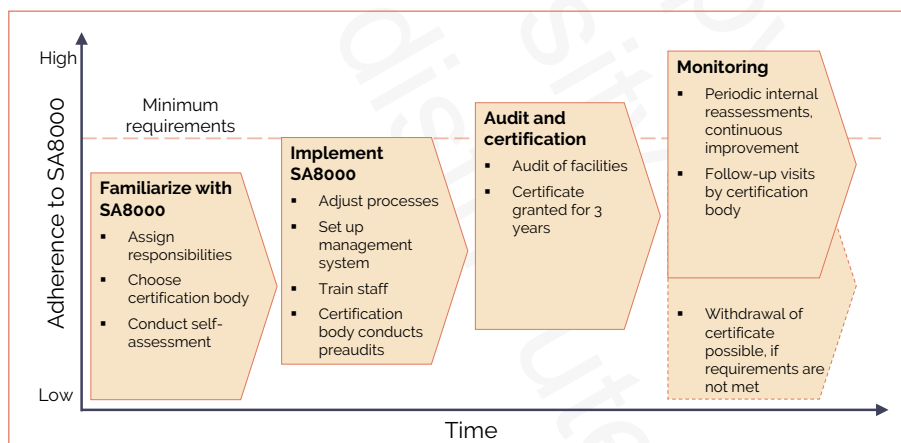 High
Adherence to SA8000
Low
Time
Minimum
requirements
Familiarize with
SA8000
▪ Assign
responsibilities
▪ Choose
certification body
▪ Conduct self-
assessment
Implement
SA8000
▪ Adjust processes
▪ Set up
management
system
▪ Train staff
▪ Certification
body conducts
preaudits
Audit and
certification
▪ Audit of facilities
▪ Certificate
granted for 3
years
Monitoring
▪ Periodic internal
reassessments,
continuous
improvement
▪ Follow-up visits
by certification
body
▪ Withdrawal of
certificate
possible, if
requirements are
not met